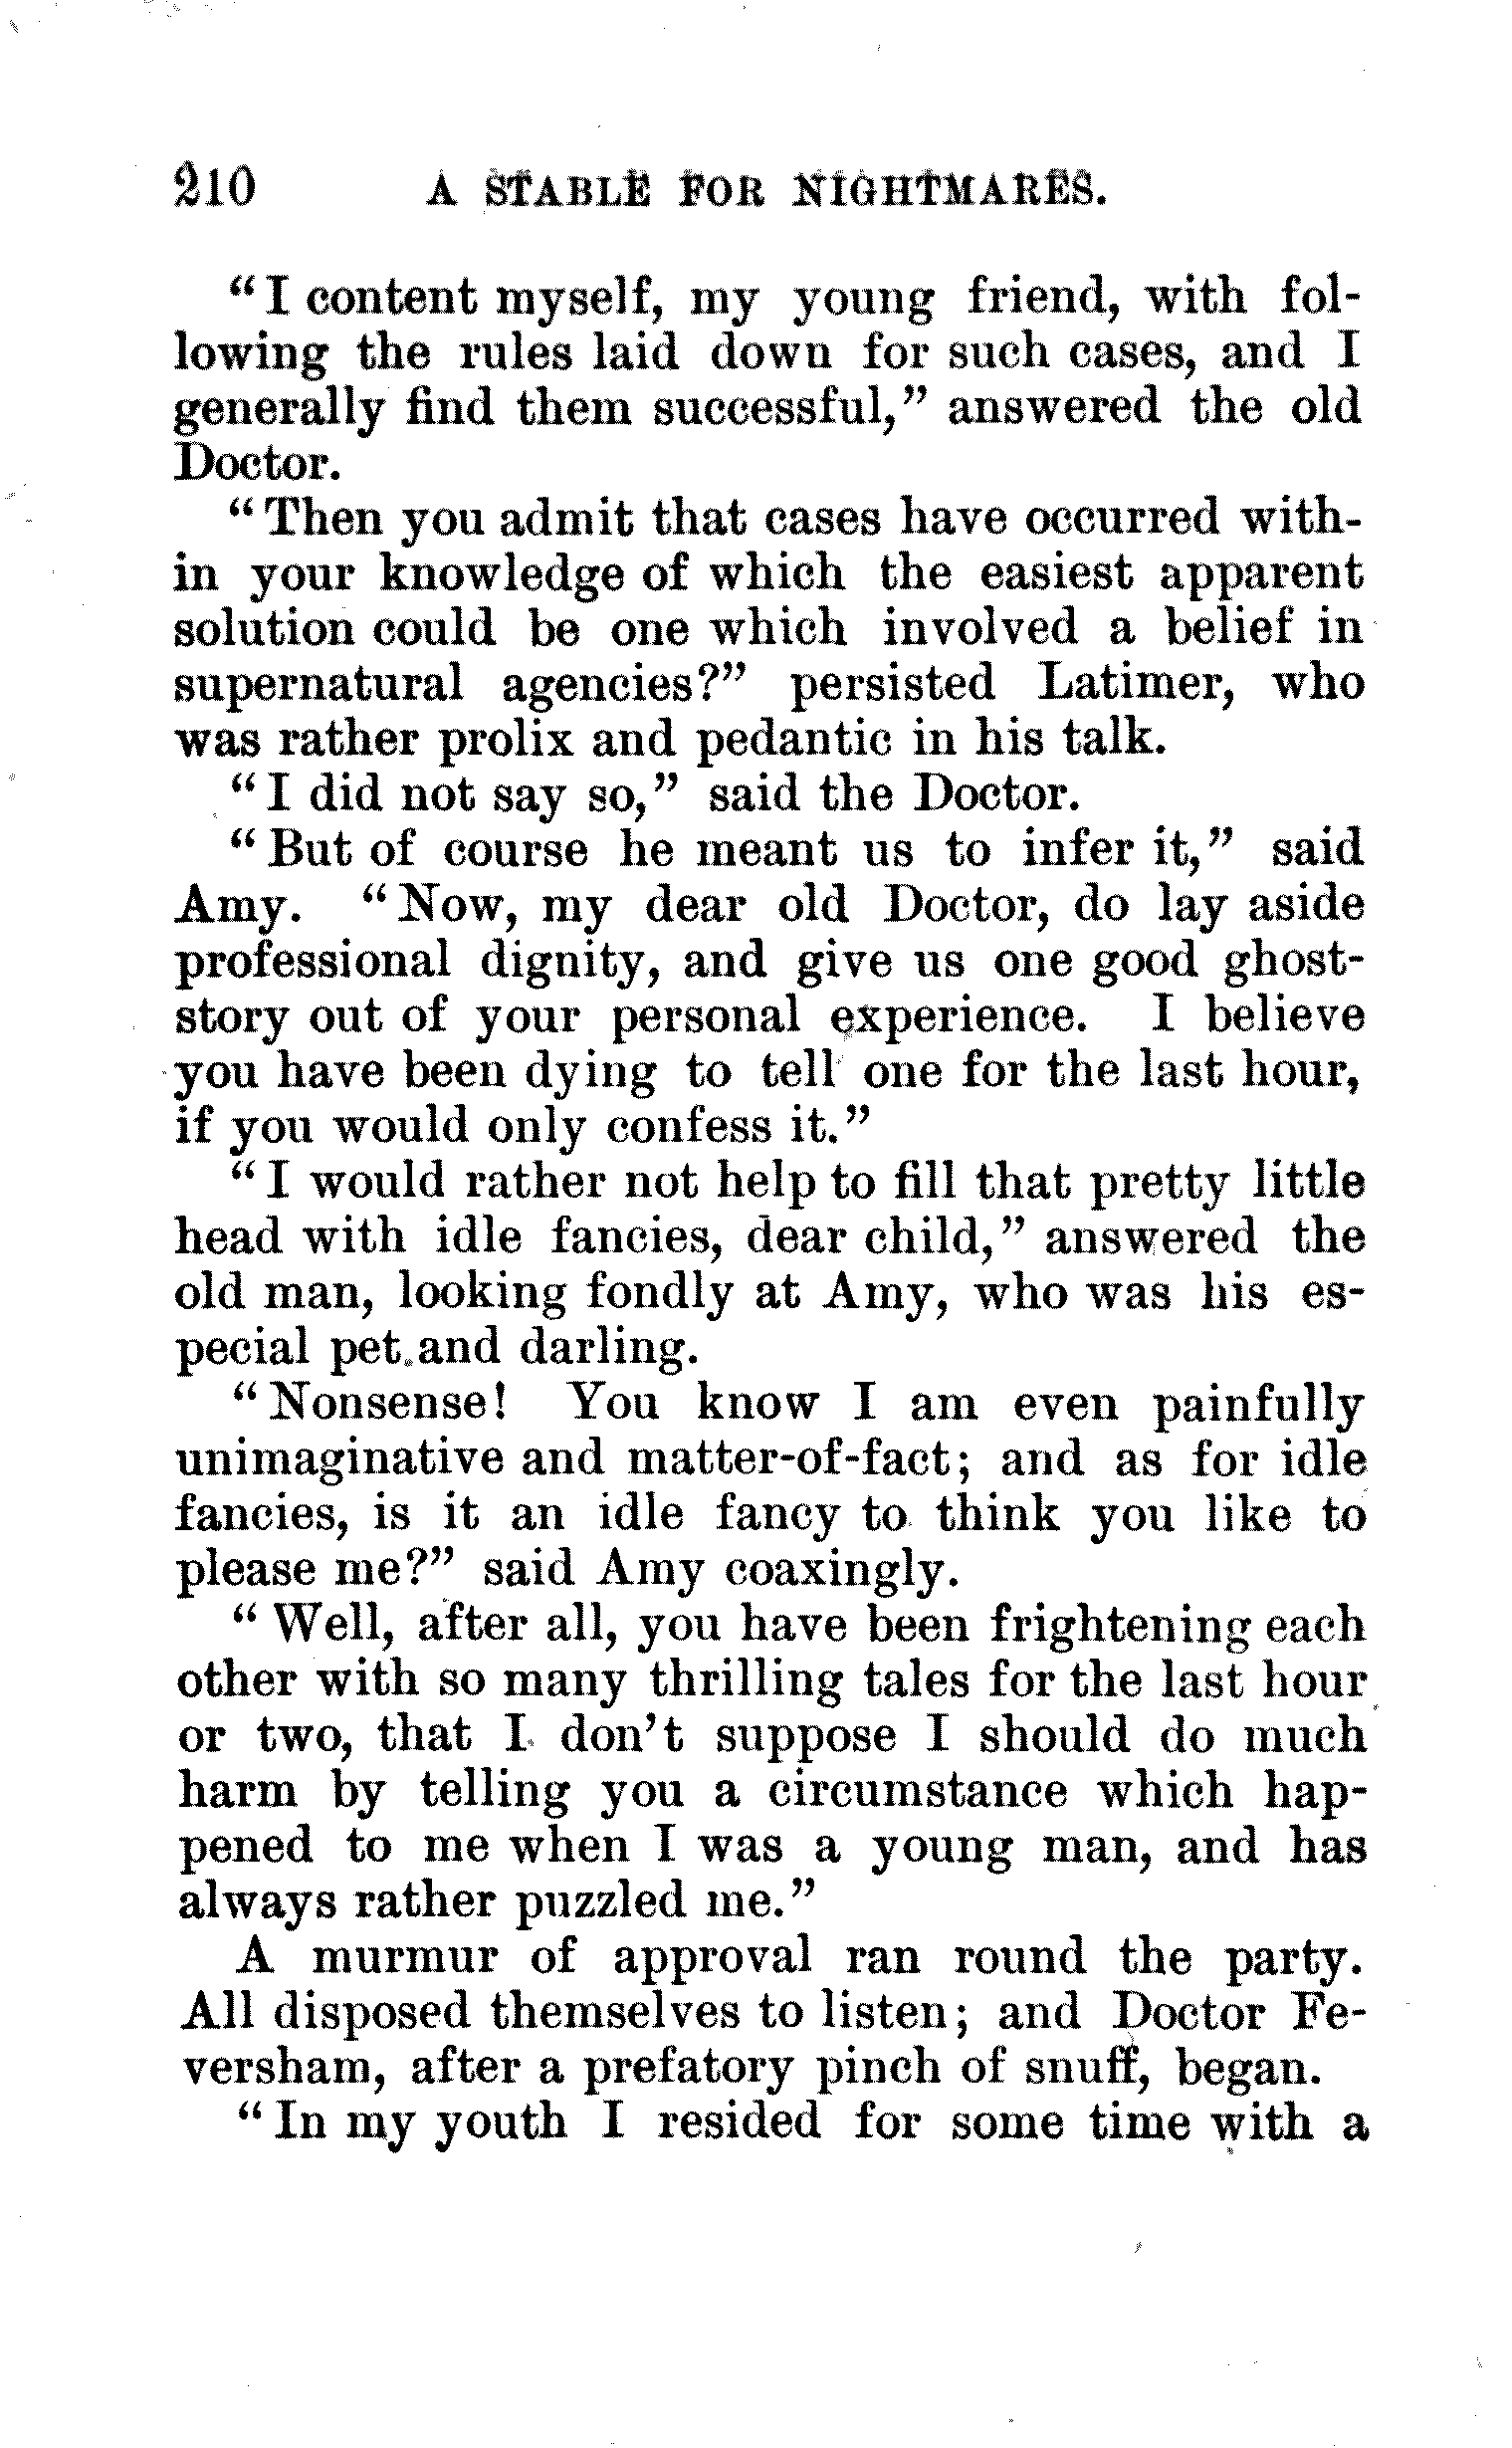 210 A STABLE FOR NIGHTMARES.
“I content myself, my young friend, with fol-
lowing the rules laid down for such cases, and I
generally find them successful,” answered the old
Doctor.
“Then you admit that cases have occurred with-
in your knowledge of which the easiest apparent
solution could be one which involved a belief in
supernatural agencies?” persisted Latimer, who
was rather prolix and pedantic in his talk.
“I did not say so,” said the Doctor.
“But of course he meant us to infer it,” said
Amy. “Now, my dear old Doctor, do lay aside
professional dignity, and give us one good ghost-
story out of your personal experience. I believe
you have been dying to tell one for the last hour,
if you would only confess it.”
“I would rather not help to fill that pretty little
head with idle fancies, dear child,” answered the
old man, looking fondly at Amy, who was his es-
pecial pet and darling.
“Nonsense! You know I am even painfully
unimaginative and matter-of-fact; and as for idle
fancies, is it an idle fancy to think you like to
please me?” said Amy coaxingly.
“Well, after all, you have been frightening each
other with so many thrilling tales for the last hour
or two, that I don’t suppose I should do much
harm by telling you a circumstance which hap-
pened to me when I was a young man, and has
always rather puzzled me.”
A murmur of approval ran round the party.
All disposed themselves to listen; and Doctor Fe-
versham, after a prefatory pinch of snuff, began.
“In my youth I resided for some time with a